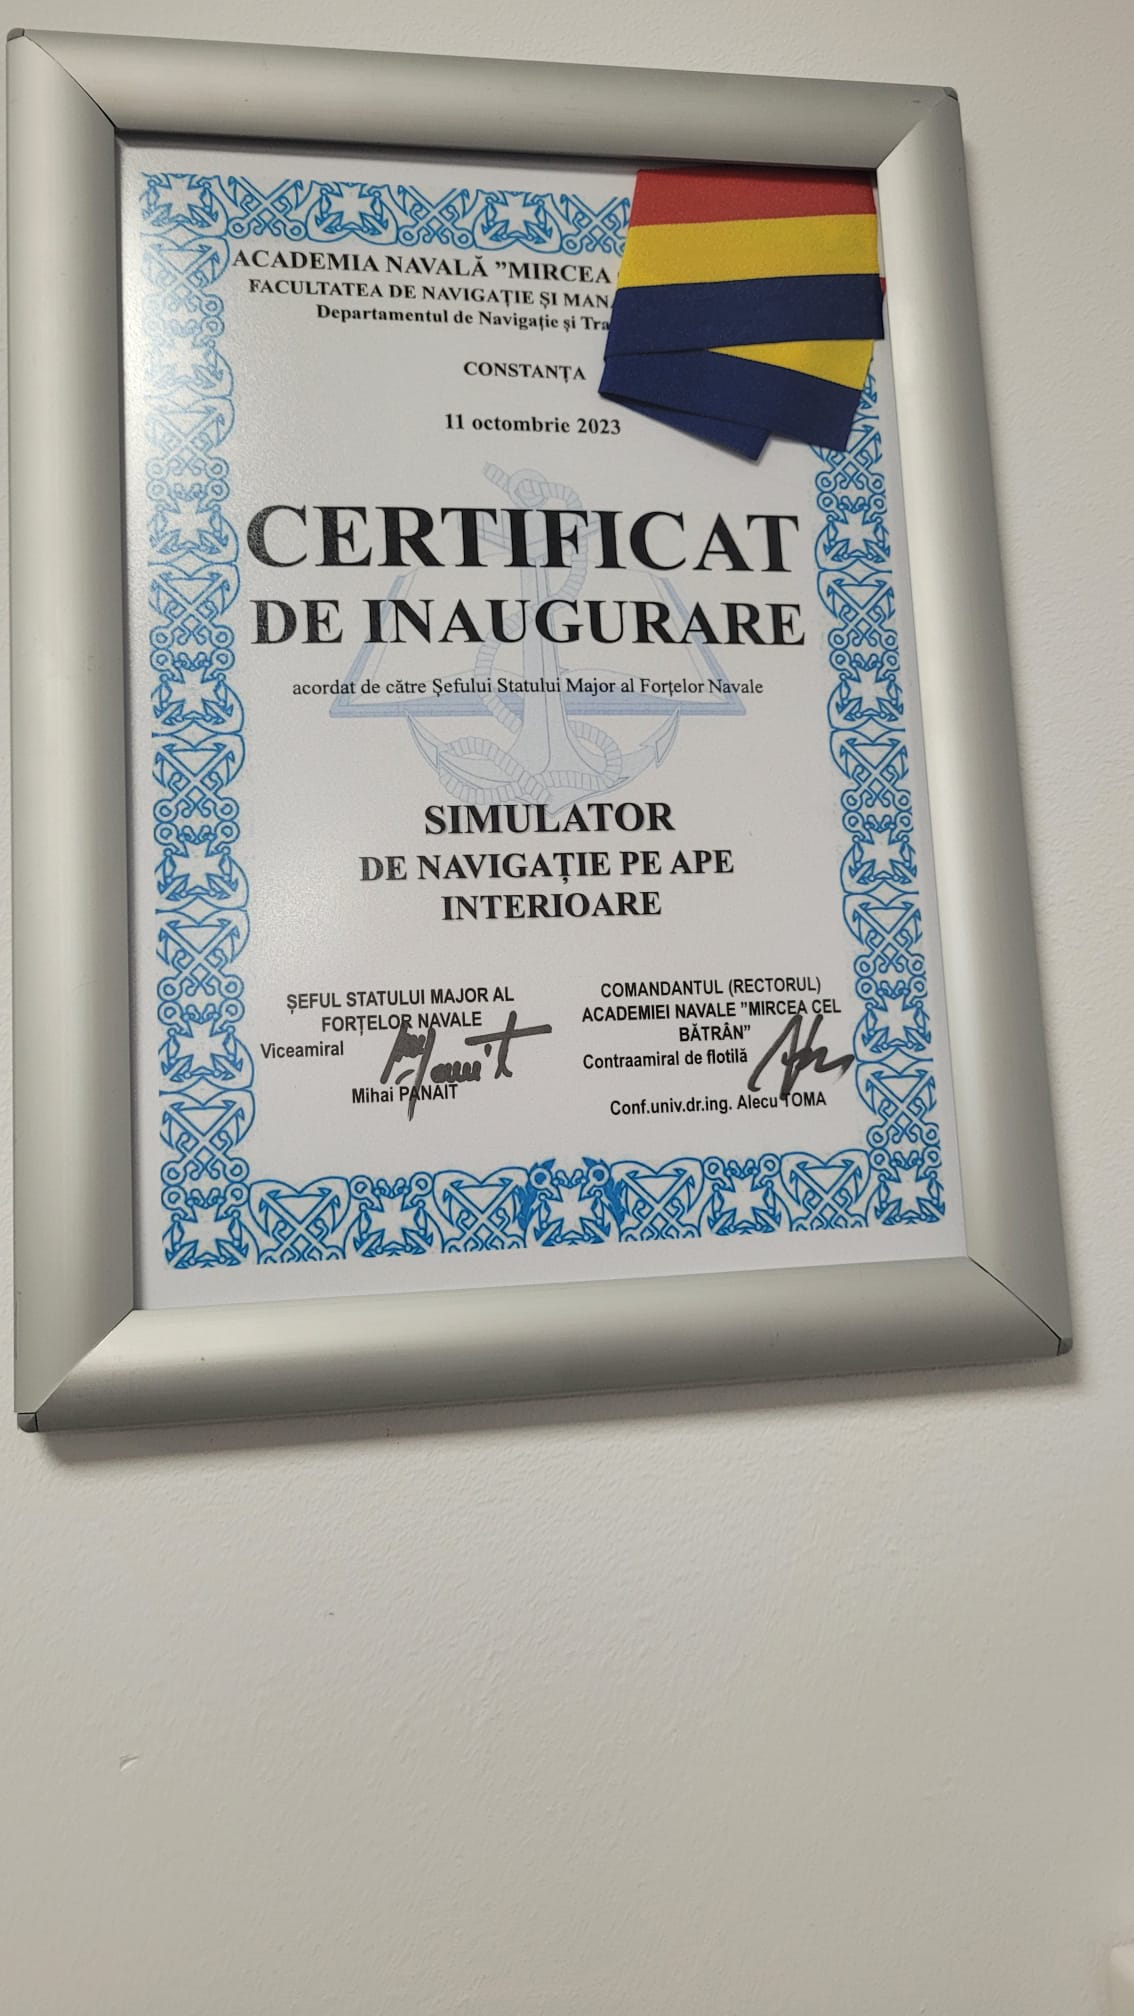 ACADEMIA NAVALĂ ”MIRCEA
FACULTATEA DE NAVIGAȚIE ȘI
Departamentul de Navigație și
CONSTANȚA
11 octombrie 2023
CERTIFICAT
DE INAUGURARE
acordat de către Șefului Statului Major al Forțelor Navale
SIMULATOR
DE NAVIGAȚIE PE APE
INTERIOARE
ȘEFUL STATULUI MAJOR AL
FORȚELOR NAVALE
Viceamiral
Mihai PANAIT
COMANDANTUL (RECTORUL)
ACADEMIEI NAVALE ”MIRCEA CEL
BĂTRÂN”
Contraamiral de flotilă
Conf.univ.dr.ing. Alecu TOMA